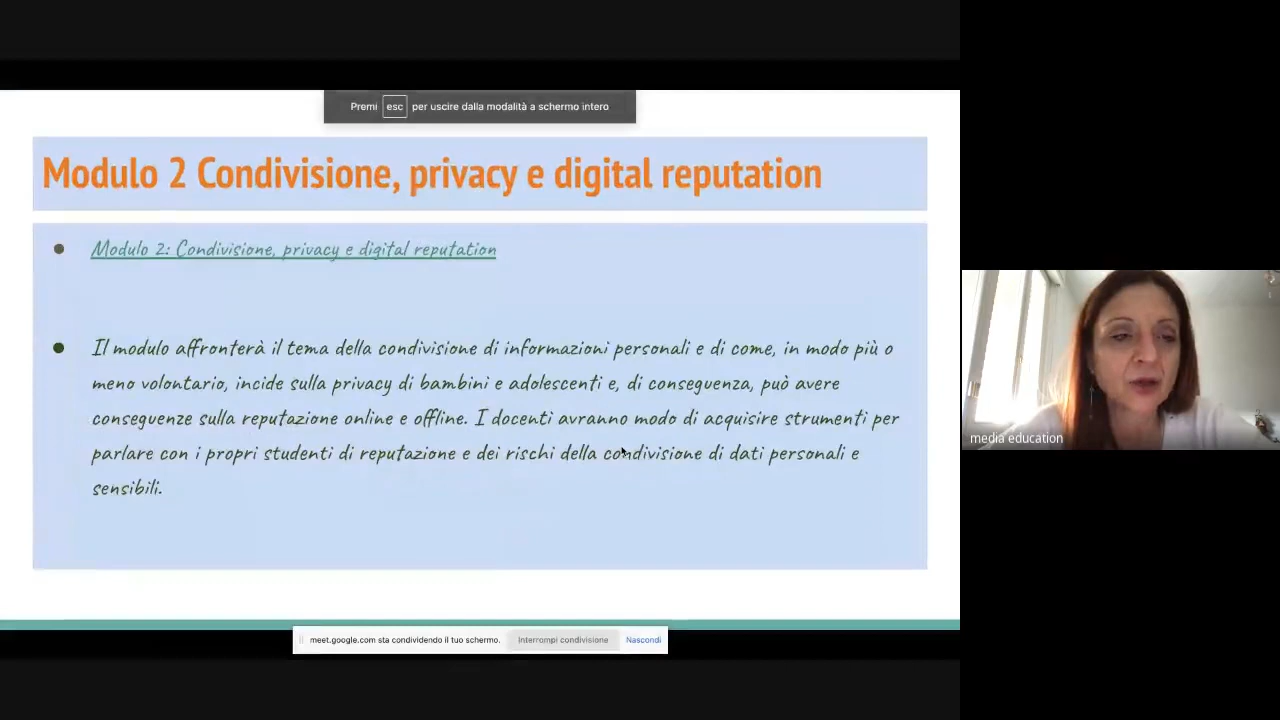 Premi esc per uscire dalla modalità a schermo intero
Modulo 2 Condivisione, privacy e digital reputation
Modulo 2: Condivisione, privacy e digital reputation
Il modulo affronterà il tema della condivisione di informazioni personali e di come, in modo più o
meno volontario, incide sulla privacy di bambini e adolescenti e, di conseguenza, può avere
conseguenze sulla reputazione online e offline. I docenti avranno modo di acquisire strumenti per
parlare con i propri studenti di reputazione e dei rischi della condivisione di dati personali e
sensibili.
media education
meet.google.com sta condividendo il tuo schermo. Interrompi condivisione Nascondi